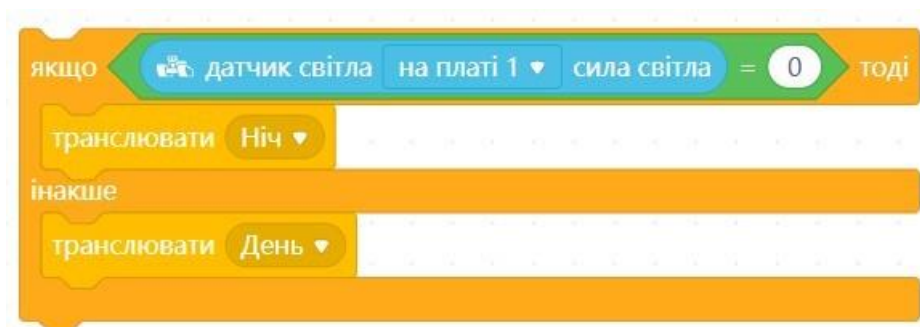 якщо датчик світла на платі 1 сила світла = 0 тоді
транслювати Ніч
інакше
транслювати День